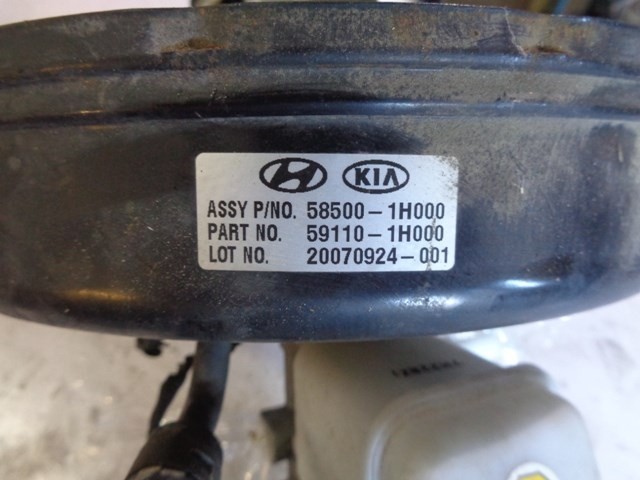 KIA
ASSY P/NO. 58500-1H000
PART NO. 59110-1H000
LOT NO. 20070924-001